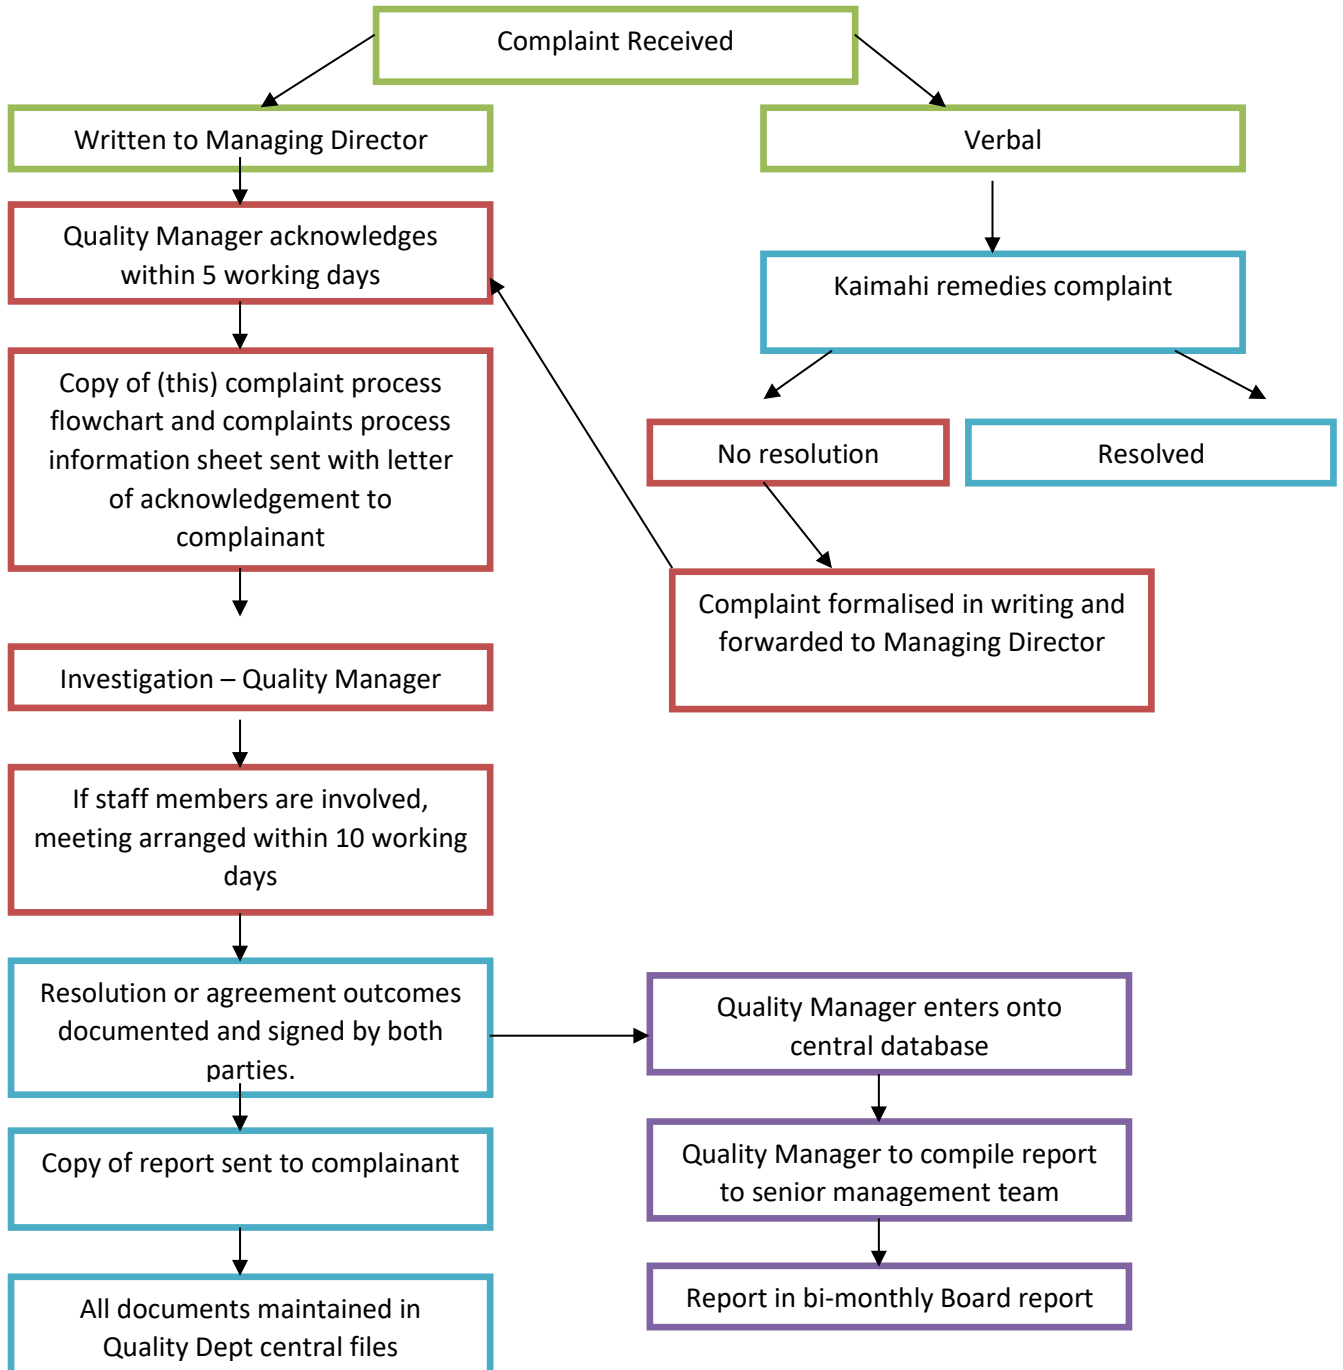 Complaint Received
Written to Managing Director
Verbal
Quality Manager acknowledges
within 5 working days
Kaimahi remedies complaint
Copy of (this) complaint process
flowchart and complaints process
information sheet sent with letter
of acknowledgement to
complainant
No resolution
Resolved
Complaint formalised in writing and
forwarded to Managing Director
Investigation – Quality Manager
If staff members are involved,
meeting arranged within 10 working
days
Resolution or agreement outcomes
documented and signed by both
parties.
Quality Manager enters onto
central database
Copy of report sent to complainant
Quality Manager to compile report
to senior management team
All documents maintained in
Quality Dept central files
Report in bi-monthly Board report